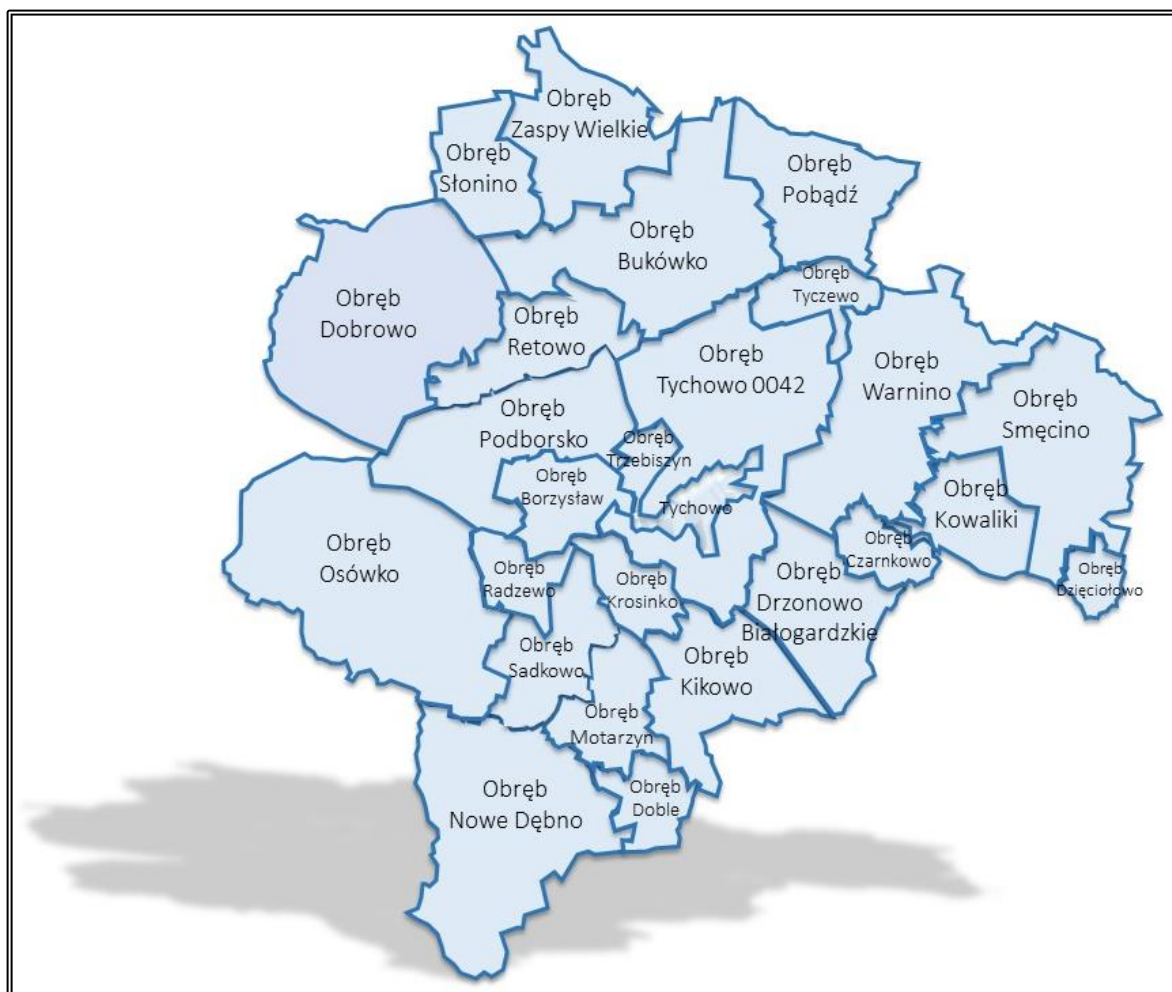 Obręb
Zaspy Wielkie
Obręb
Słonino
Obręb
Pobądź
Obręb
Bukówko
Obręb
Tyczewo
Obręb
Dobrowo
Obręb
Retowo
Obręb
Tychowo 0042
Obręb
Warnino
Obręb
Smęcino
Obręb
Podborsko
Obręb
Trzebiszyn
Obręb
Borzysław
Tychowo
Obręb
Kowaliki
Obręb
Osówko
Obręb
Czarnkowo
Obręb
Radzewo
Obręb
Krosinko
Obręb
Drzonowo
Białogardzkie
Obręb
Dzięciołowo
Obręb
Sadkowo
Obręb
Kikowo
Obręb
Motarzyn
Obręb
Nowe Dębno
Obręb
Doble